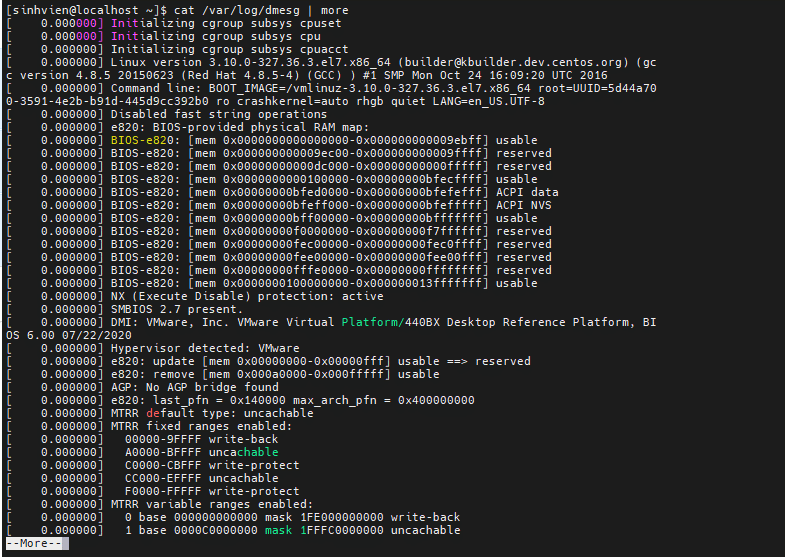 [sinhvien@localhost ~]$ cat /var/log/dmesg | more
[    0.000000] Initializing cgroup subsys cpuset
[    0.000000] Initializing cgroup subsys cpu
[    0.000000] Initializing cgroup subsys cpuacct
[    0.000000] Linux version 3.10.0-327.36.3.el7.x86_64 (builder@kbuilder.dev.centos.org) (gc
c version 4.8.5 20150623 (Red Hat 4.8.5-4) (GCC) ) #1 SMP Mon Oct 24 16:09:20 UTC 2016
[    0.000000] Command line: BOOT_IMAGE=/vmlinuz-3.10.0-327.36.3.el7.x86_64 root=UUID=5d44a70
0-3591-4e2b-b91d-445d9cc392b0 ro crashkernel=auto rhgb quiet LANG=en_US.UTF-8
[    0.000000] Disabled fast string operations
[    0.000000] e820: BIOS-provided physical RAM map:
[    0.000000] BIOS-e820: [mem 0x0000000000000000-0x000000000009ebff] usable
[    0.000000] BIOS-e820: [mem 0x000000000009ec00-0x000000000009ffff] reserved
[    0.000000] BIOS-e820: [mem 0x00000000000dc000-0x00000000000fffff] reserved
[    0.000000] BIOS-e820: [mem 0x0000000000100000-0x00000000bfecffff] usable
[    0.000000] BIOS-e820: [mem 0x00000000bfed0000-0x00000000bfefefff] ACPI data
[    0.000000] BIOS-e820: [mem 0x00000000bfeff000-0x00000000bfefffff] ACPI NVS
[    0.000000] BIOS-e820: [mem 0x00000000bff00000-0x00000000bfffffff] usable
[    0.000000] BIOS-e820: [mem 0x00000000f0000000-0x00000000f7ffffff] reserved
[    0.000000] BIOS-e820: [mem 0x00000000fec00000-0x00000000fec0ffff] reserved
[    0.000000] BIOS-e820: [mem 0x00000000fee00000-0x00000000fee00fff] reserved
[    0.000000] BIOS-e820: [mem 0x00000000fffe0000-0x00000000ffffffff] reserved
[    0.000000] BIOS-e820: [mem 0x0000000100000000-0x000000013fffffff] usable
[    0.000000] NX (Execute Disable) protection: active
[    0.000000] SMBIOS 2.7 present.
[    0.000000] DMI: VMware, Inc. VMware Virtual Platform/440BX Desktop Reference Platform, BI
OS 6.00 07/22/2020
[    0.000000] Hypervisor detected: VMware
[    0.000000] e820: update [mem 0x00000000-0x00000fff] usable ==> reserved
[    0.000000] e820: remove [mem 0x000a0000-0x000fffff] usable
[    0.000000] AGP: No AGP bridge found
[    0.000000] e820: last_pfn = 0x140000 max_arch_pfn = 0x400000000
[    0.000000] MTRR default type: uncachable
[    0.000000] MTRR fixed ranges enabled:
[    0.000000]   00000-9FFFF write-back
[    0.000000]   A0000-BFFFF uncachable
[    0.000000]   C0000-CBFFF write-protect
[    0.000000]   CC000-EFFFF uncachable
[    0.000000]   F0000-FFFFF write-protect
[    0.000000] MTRR variable ranges enabled:
[    0.000000]   0 base 000000000000 mask 1FE000000000 write-back
[    0.000000]   1 base 0000C0000000 mask 1FFFC0000000 uncachable
--More--